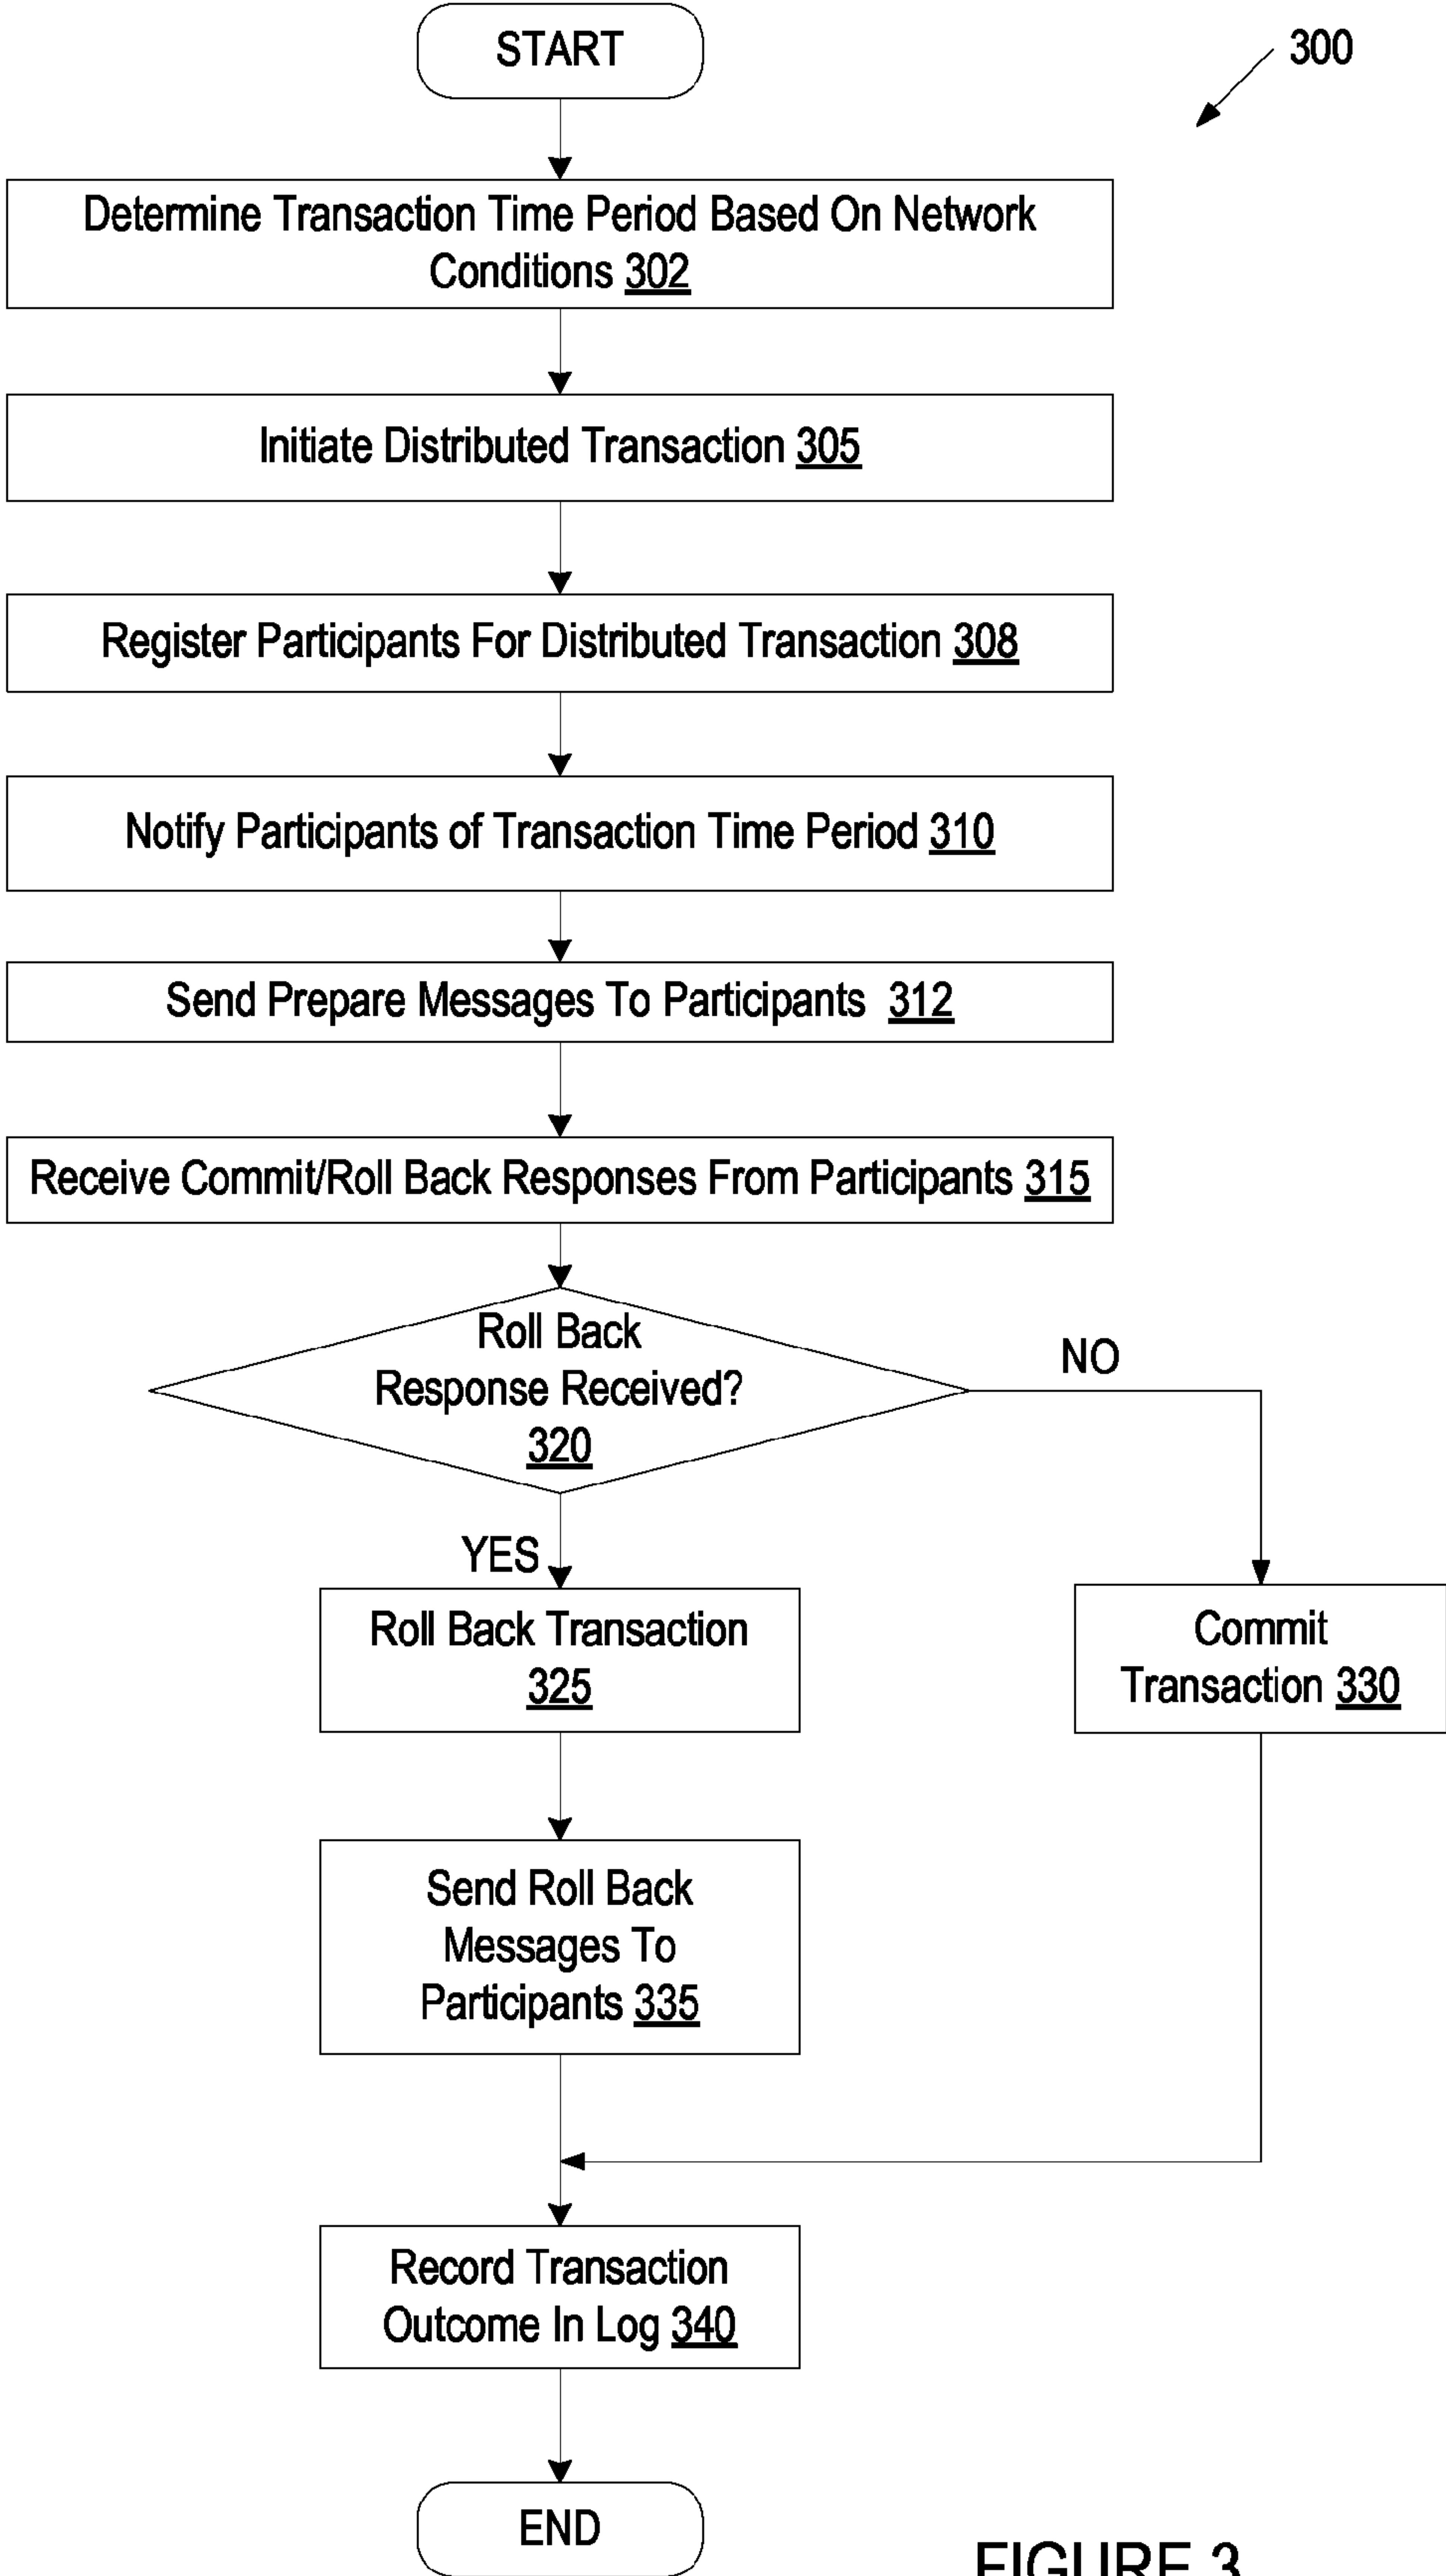 START
300
Determine Transaction Time Period Based On Network
Conditions 302
Initiate Distributed Transaction 305
Register Participants For Distributed Transaction 308
Notify Participants of Transaction Time Period 310
Send Prepare Messages To Participants 312
Receive Commit/Roll Back Responses From Participants 315
Roll Back
Response Received?
320
NO
YES
Roll Back Transaction
325
Commit
Transaction 330
Send Roll Back
Messages To
Participants 335
Record Transaction
Outcome In Log 340
END
FIGURE 3